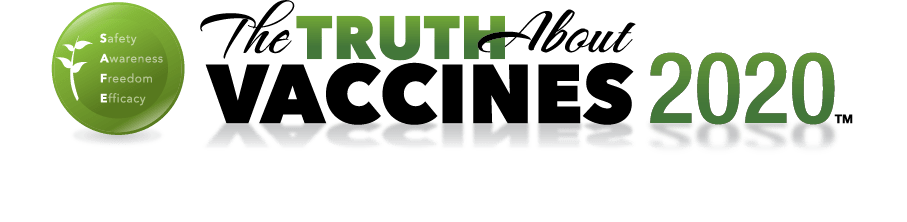 Safety
Awareness
Freedom
Efficacy
The TRUTH About
VACCINES 2020™